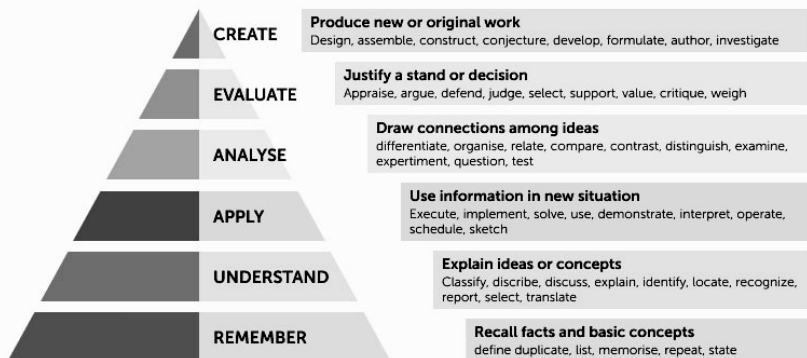 CREATE
Produce new or original work
Design, assemble, construct, conjecture, develop, formulate, author, investigate
EVALUATE
Justify a stand or decision
Appraise, argue, defend, judge, select, support, value, critique, weigh
ANALYSE
Draw connections among ideas
differentiate, organise, relate, compare, contrast, distinguish, examine,
expertiment, question, test
APPLY
Use information in new situation
Execute, implement, solve, use, demonstrate, interpret, operate,
schedule, sketch
UNDERSTAND
Explain ideas or concepts
Classify, discribe, discuss, explain, identify, locate, recognize,
report, select, translate
REMEMBER
Recall facts and basic concepts
define duplicate, list, memorise, repeat, state